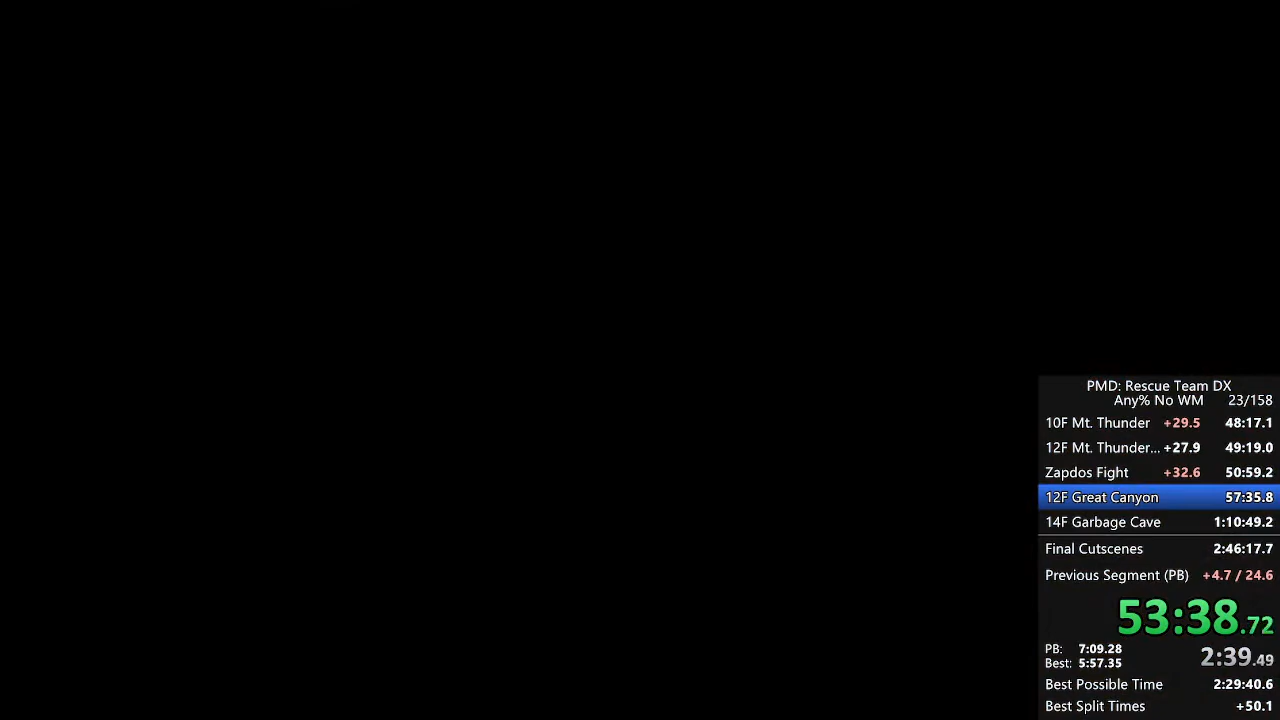 PMD: Rescue Team DX
Any% No WM 23/158
10F Mt. Thunder +29.5 48:17.1
12F Mt. Thunder... +27.9 49:19.0
Zapdos Fight +32.6 50:59.2
12F Great Canyon 57:35.8
14F Garbage Cave 1:10:49.2
Final Cutscenes 2:46:17.7
Previous Segment (PB) +4.7 / 24.6
53:38.72
PB: 7:09.28
Best: 5:57.35 2:39.49
Best Possible Time 2:29:40.6
Best Split Times +50.1